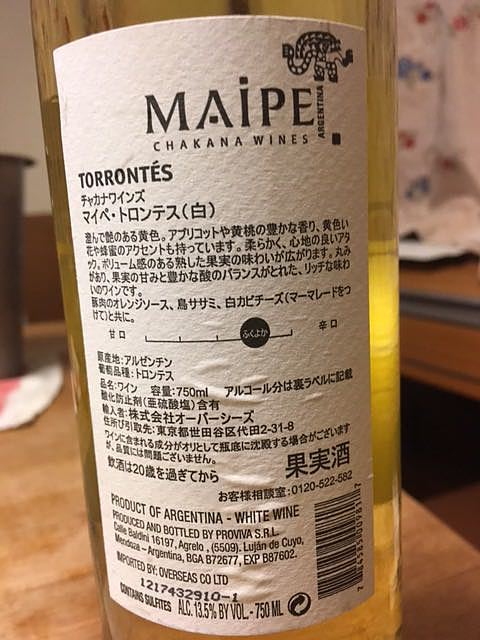 MAiPE
ARGENTINA
CHAKANA WINES
TORRONTÉS
チャカナワインズ
マイペ・トロンテス(白)
澄んで艶のある黄色。アプリコットや黄桃の豊かな香り、黄色い
花や蜂蜜のアクセントも持っています。柔らかく、心地の良いアタ
ック。ボリューム感のある熟した果実の味わいが広がります。丸み
があり、果実の甘みと豊かな酸のバランスがとれた、リッチな味わ
いのワインです。
豚肉のオレンジソース、鳥ササミ、白カビチーズ(マーマレードをつ
けて)と共に。
甘口
ふくよか
辛口
原産地:アルゼンチン
葡萄品種:トロンテス
品名:ワイン 容量:750ml アルコール分は裏ラベルに記載
酸化防止剤(亜硫酸塩)含有
輸入者:株式会社オーバーシーズ
住所び引取先:東京都世田谷区代田2-31-8
ワインに含まれる成分がオリとして瓶底に沈殿する場合がございます
が、品質には問題ございません。
飲酒は20歳を過ぎてから
果実酒
お客様相談室:0120-522-582
PRODUCT OF ARGENTINA - WHITE WINE
PRODUCED AND BOTTLED BY PROVIVA S.R.L.
Calle Baldini 16197, Agrelo, (5509). Luján de Cuyo,
Mendoza – Argentina, BGA B72677, EXP B87602.
IMPORTED BY: OVERSEAS CO LTD
1217432910-1
CONTAINS SULFITES ALC. 13.5% BY VOL. - 750 ML